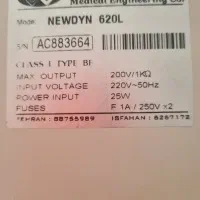 Medical Engineering Co.
MODEL: NEWDYN 620L
S/N: AC883664
CLASS I TYPE BF
MAX. OUTPUT 200V/1KΩ
INPUT VOLTAGE 220V~50HZ
POWER INPUT 25W
FUSES F 1A / 250V ×2
TEHRAN: 88755989 ISFAHAN: 6267172